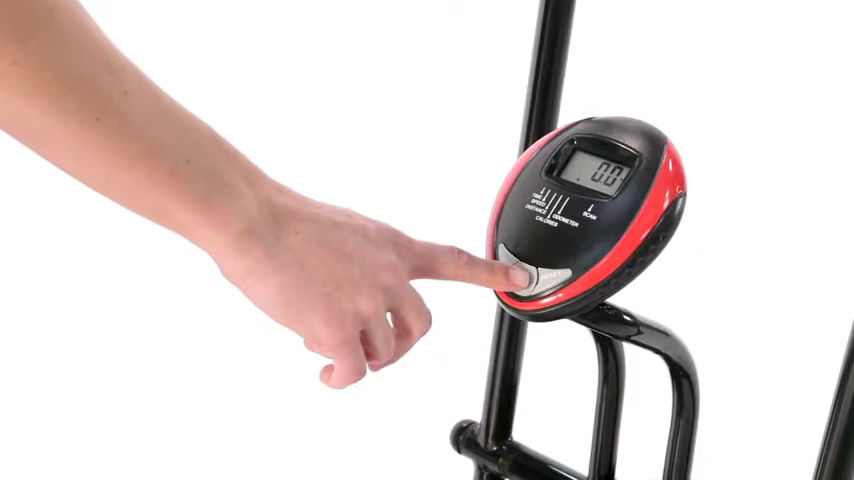 0.0
TIME
SPEED
DISTANCE
CALORIES
ODOMETER
SCAN